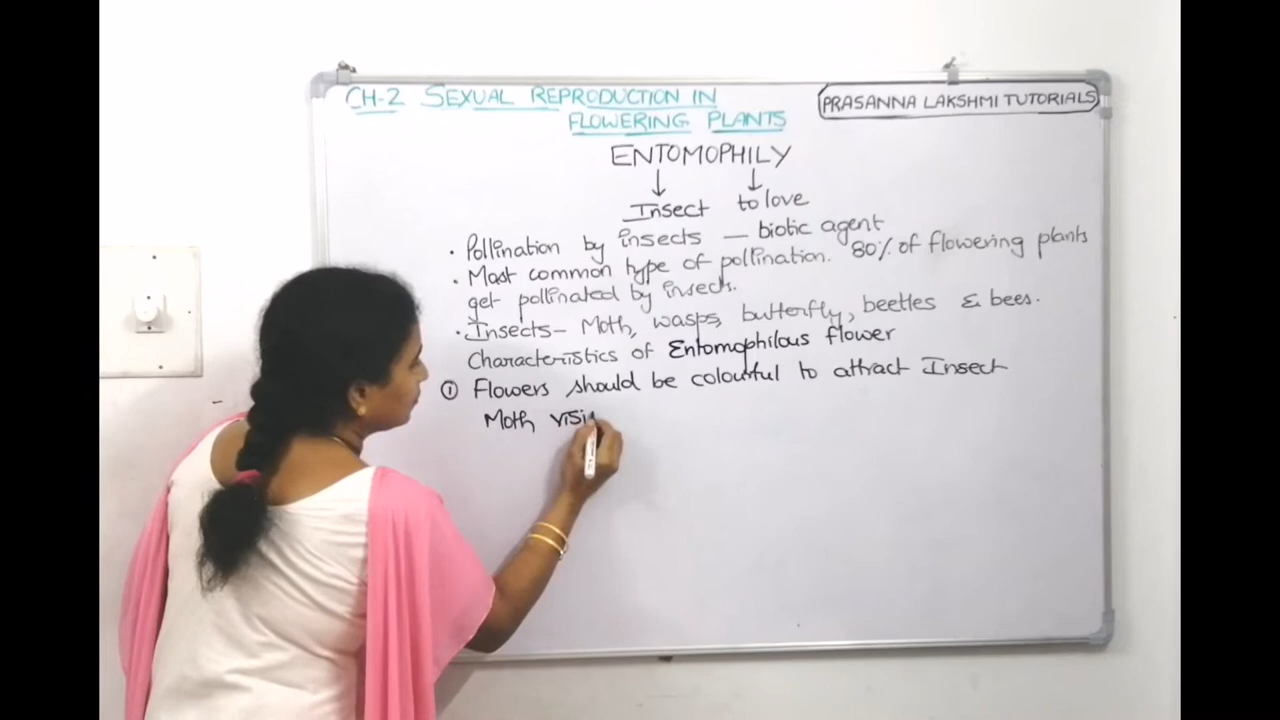 CH-2 SEXUAL REPRODUCTION IN
FLOWERING PLANTS
PRASANNA LAKSHMI TUTORIALS
ENTOMOPHILY
Insect to love
· Pollination by insects — biotic agent
· Most common type of pollination. 80% of flowering plants
get pollinated by insects.
· Insects – Moth, wasps, butterfly, beetles & bees.
Characteristics of Entomophilous flower
① Flowers should be colourful to attract Insect
Moth visi